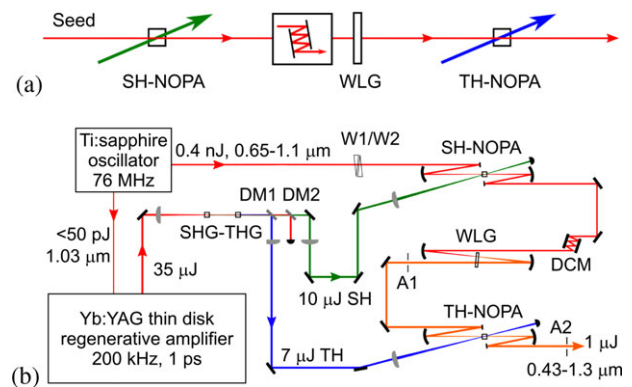 Seed
SH-NOPA
WLG
TH-NOPA
(a)
Ti:sapphire
oscillator
76 MHz
0.4 nJ, 0.65-1.1 μm
W1/W2
SH-NOPA
<50 pJ
1.03 μm
35 μJ
SHG-THG
DM1 DM2
10 μJ SH
WLG
A1
DCM
Yb:YAG thin disk
regenerative amplifier
200 kHz, 1 ps
7 μJ TH
TH-NOPA
A2
1 μJ
0.43-1.3 μm
(b)